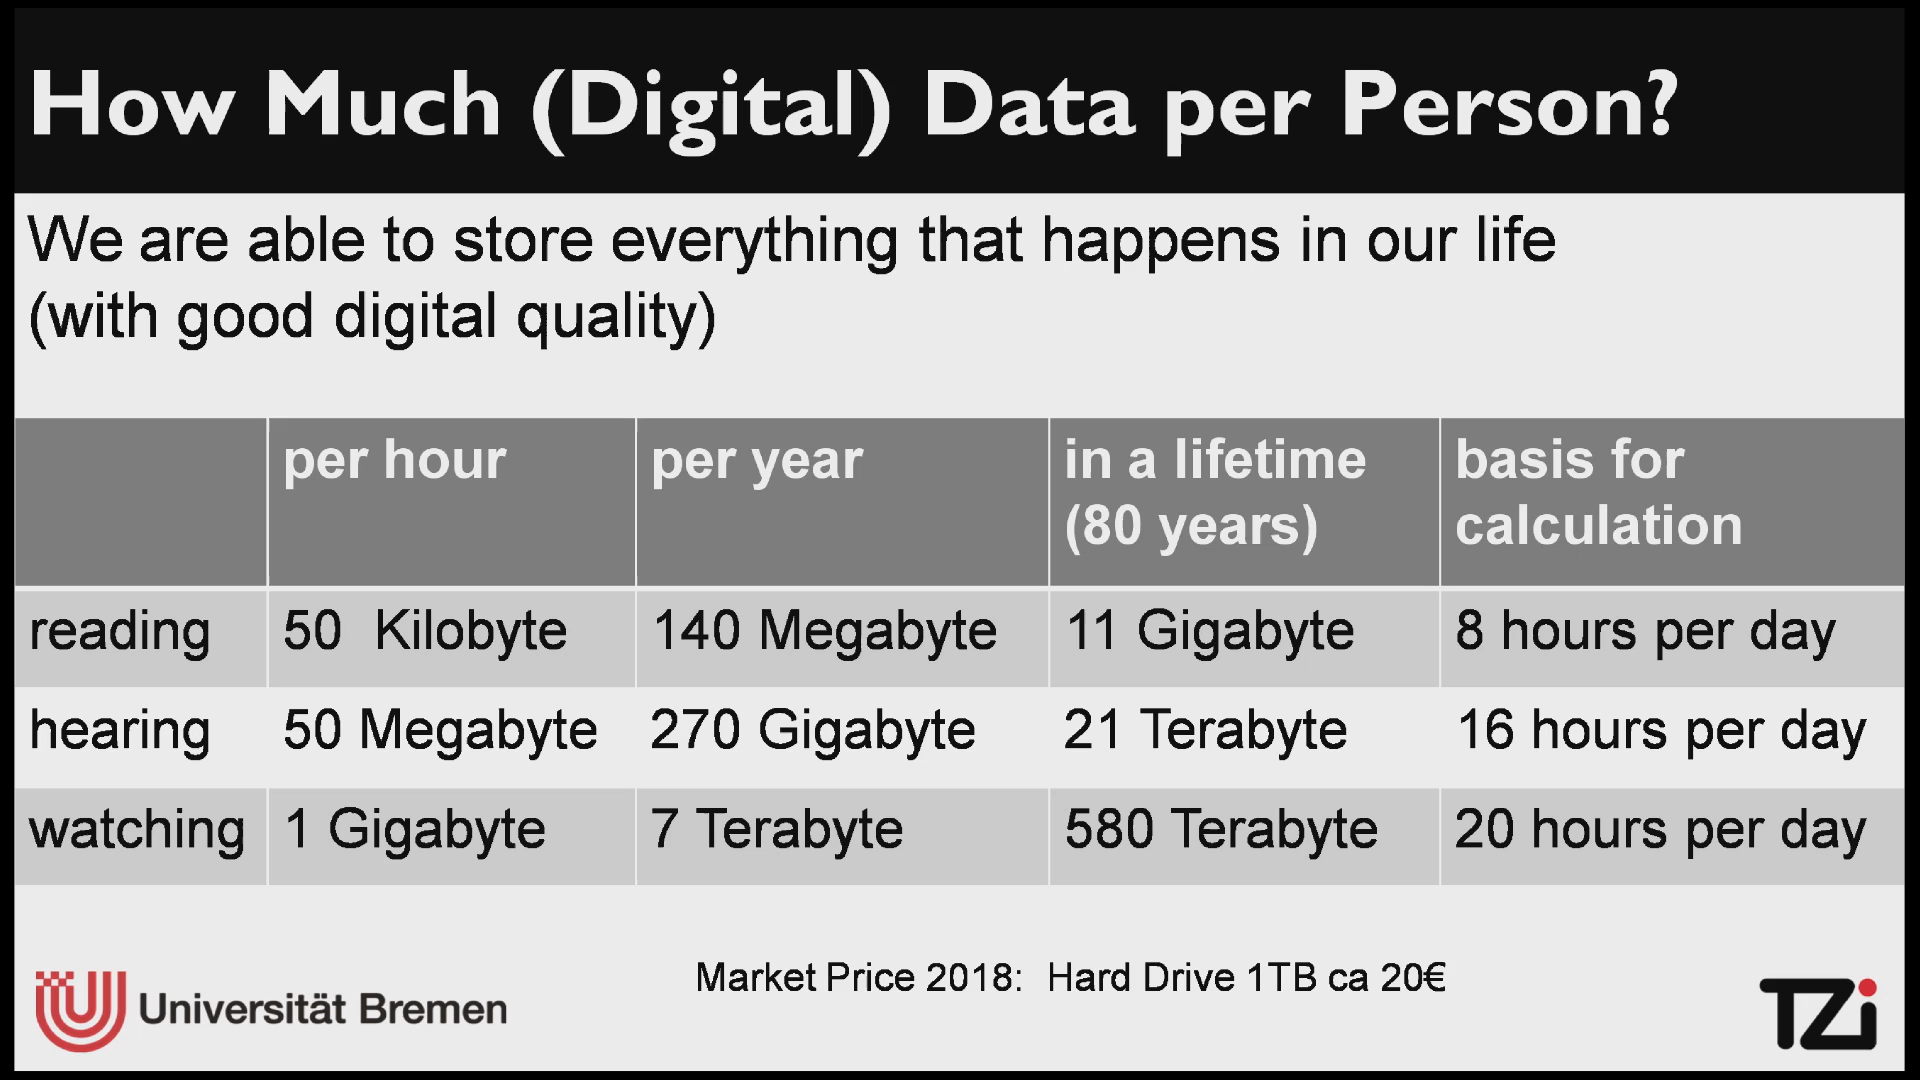 How Much (Digital) Data per Person?
We are able to store everything that happens in our life
(with good digital quality)
per hour
per year
in a lifetime
(80 years)
basis for
calculation
reading 50 Kilobyte 140 Megabyte 11 Gigabyte 8 hours per day
hearing 50 Megabyte 270 Gigabyte 21 Terabyte 16 hours per day
watching 1 Gigabyte 7 Terabyte 580 Terabyte 20 hours per day
Market Price 2018: Hard Drive 1TB ca 20€
Universität Bremen
TZi